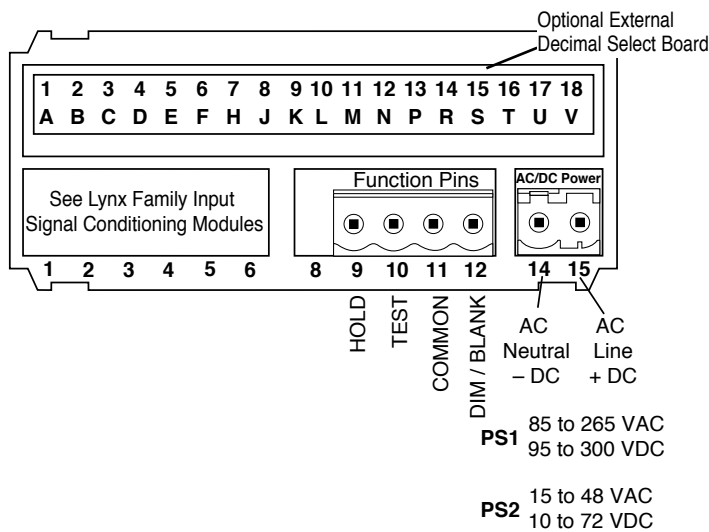 Optional External
Decimal Select Board
1 2 3 4 5 6 7 8 9 10 11 12 13 14 15 16 17 18
A B C D E F H J K L M N P R S T U V
See Lynx Family Input
Signal Conditioning Modules
Function Pins
AC/DC Power
1 2 3 4 5 6 8 9 10 11 12 14 15
HOLD
TEST
COMMON
DIM / BLANK
AC
Neutral
– DC
AC
Line
+ DC
PS1 85 to 265 VAC
95 to 300 VDC
PS2 15 to 48 VAC
10 to 72 VDC